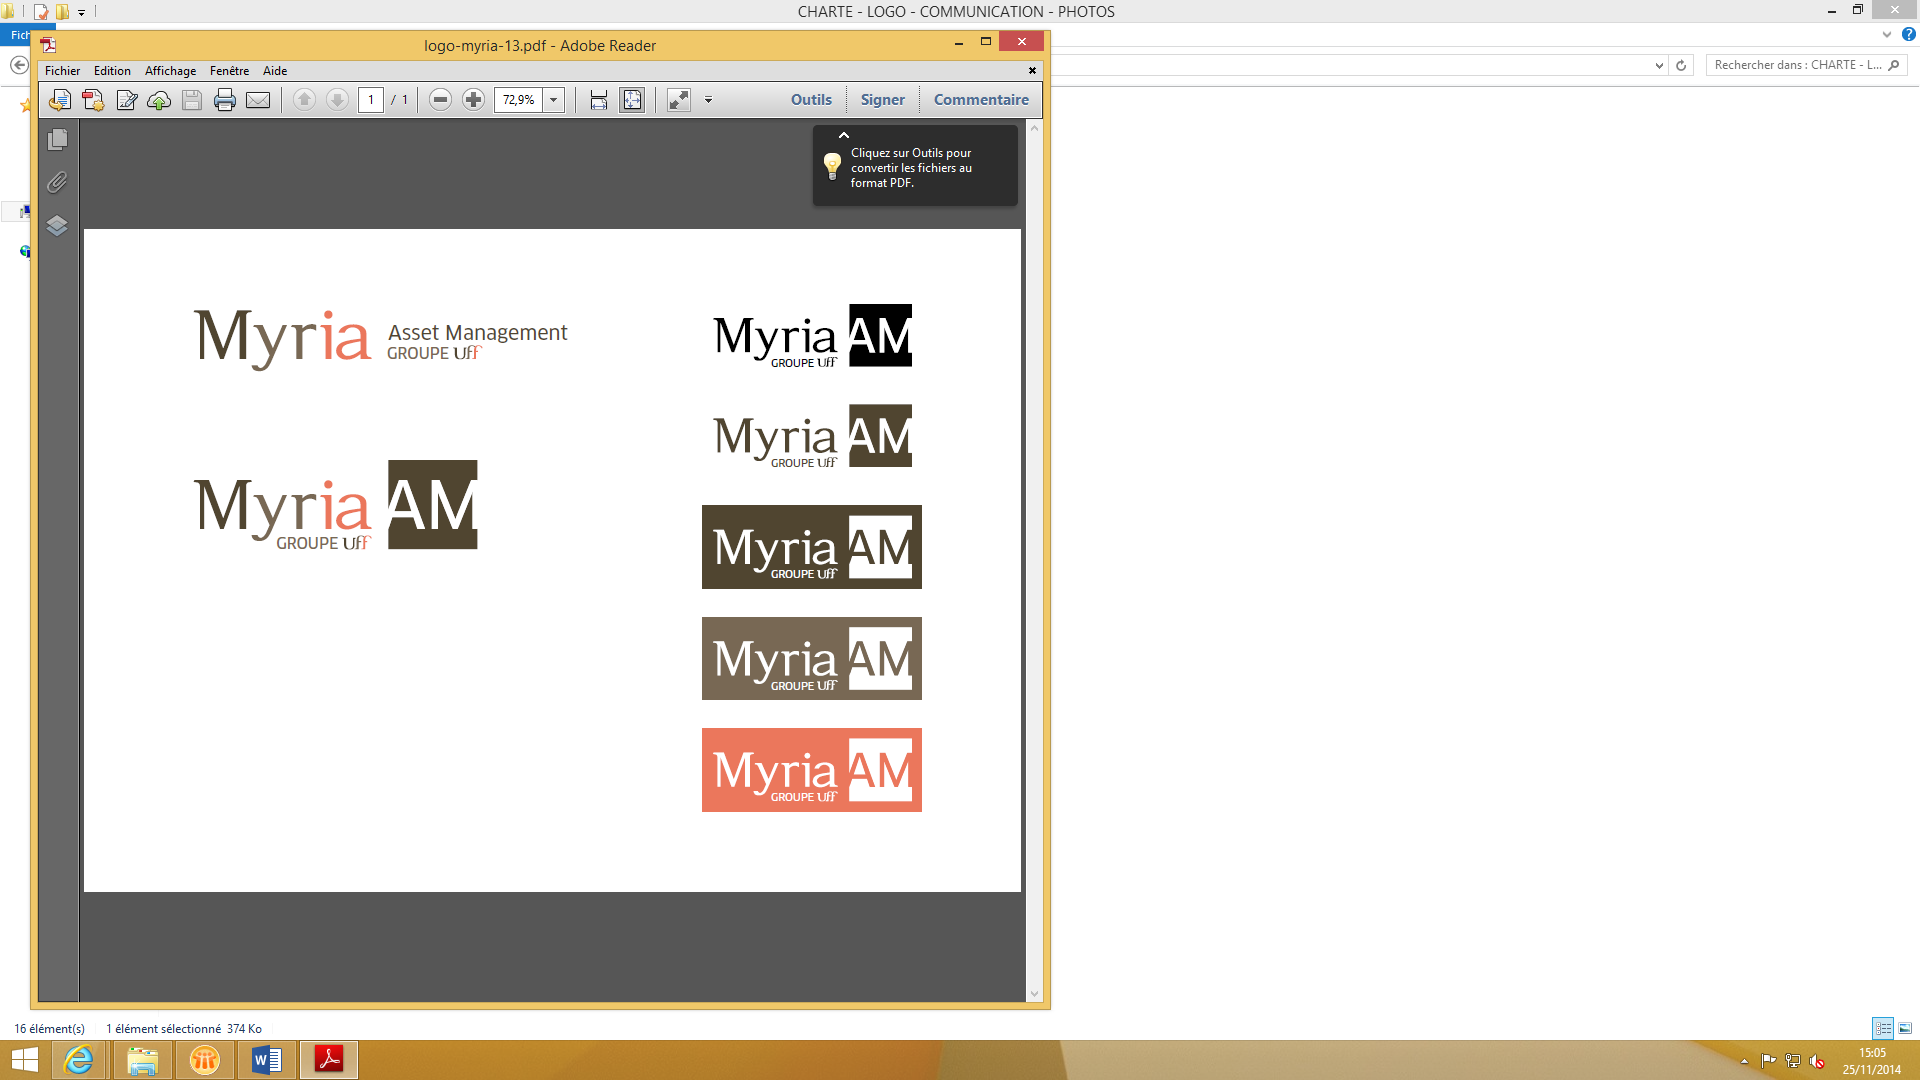 CHARTE - LOGO - COMMUNICATION - PHOTOS
Fich
logo-myria-13.pdf - Adobe Reader
Fichier Edition Affichage Fenêtre Aide
Rechercher dans : CHARTE - L...
1 / 1
72,9%
Outils Signer Commentaire
Cliquez sur Outils pour
convertir les fichiers au
format PDF.
Myria Asset Management
GROUPE Uff
Myria AM
GROUPE Uff
Myria AM
GROUPE Uff
Myria AM
GROUPE Uff
Myria AM
GROUPE Uff
Myria AM
GROUPE Uff
Myria AM
GROUPE Uff
16 élément(s) 1 élément sélectionné 374 Ko
15:05
25/11/2014